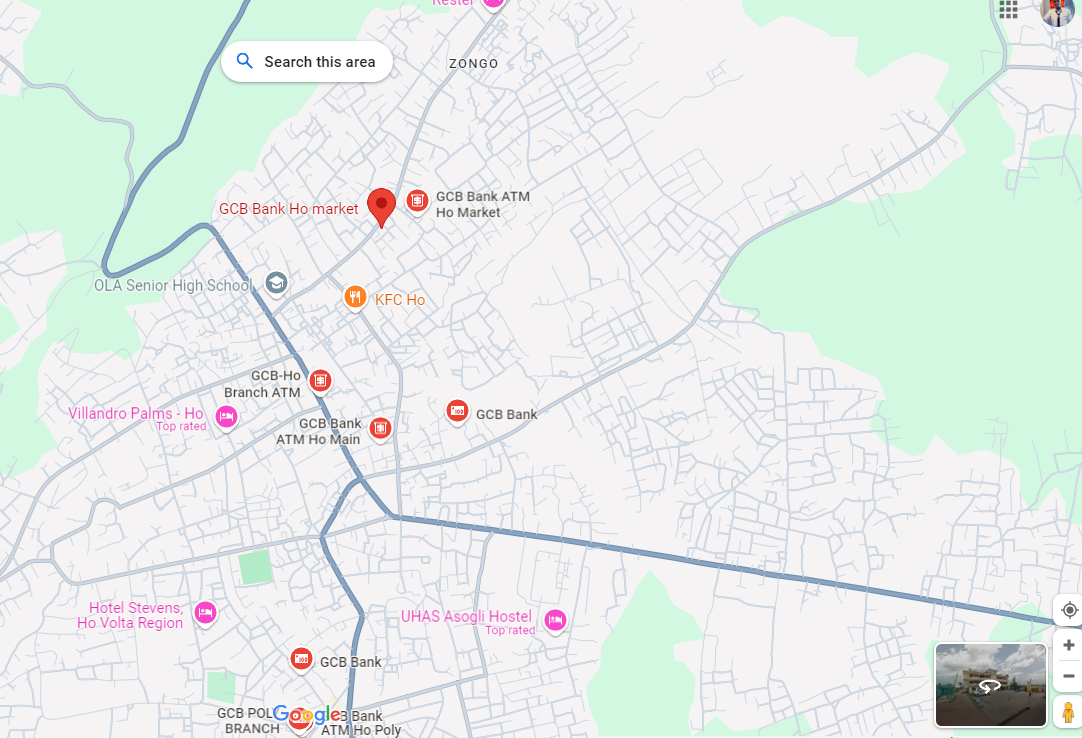 Restel
Search this area
ZONGO
GCB Bank Ho market
GCB Bank ATM
Ho Market
OLA Senior High School
KFC Ho
GCB-Ho
Branch ATM
Villandro Palms - Ho
Top rated
GCB Bank
ATM Ho Main
GCB Bank
Hotel Stevens,
Ho Volta Region
UHAS Asogli Hostel
Top rated
GCB Bank
GCB POL
BRANCH
Google
B Bank
ATM Ho Poly